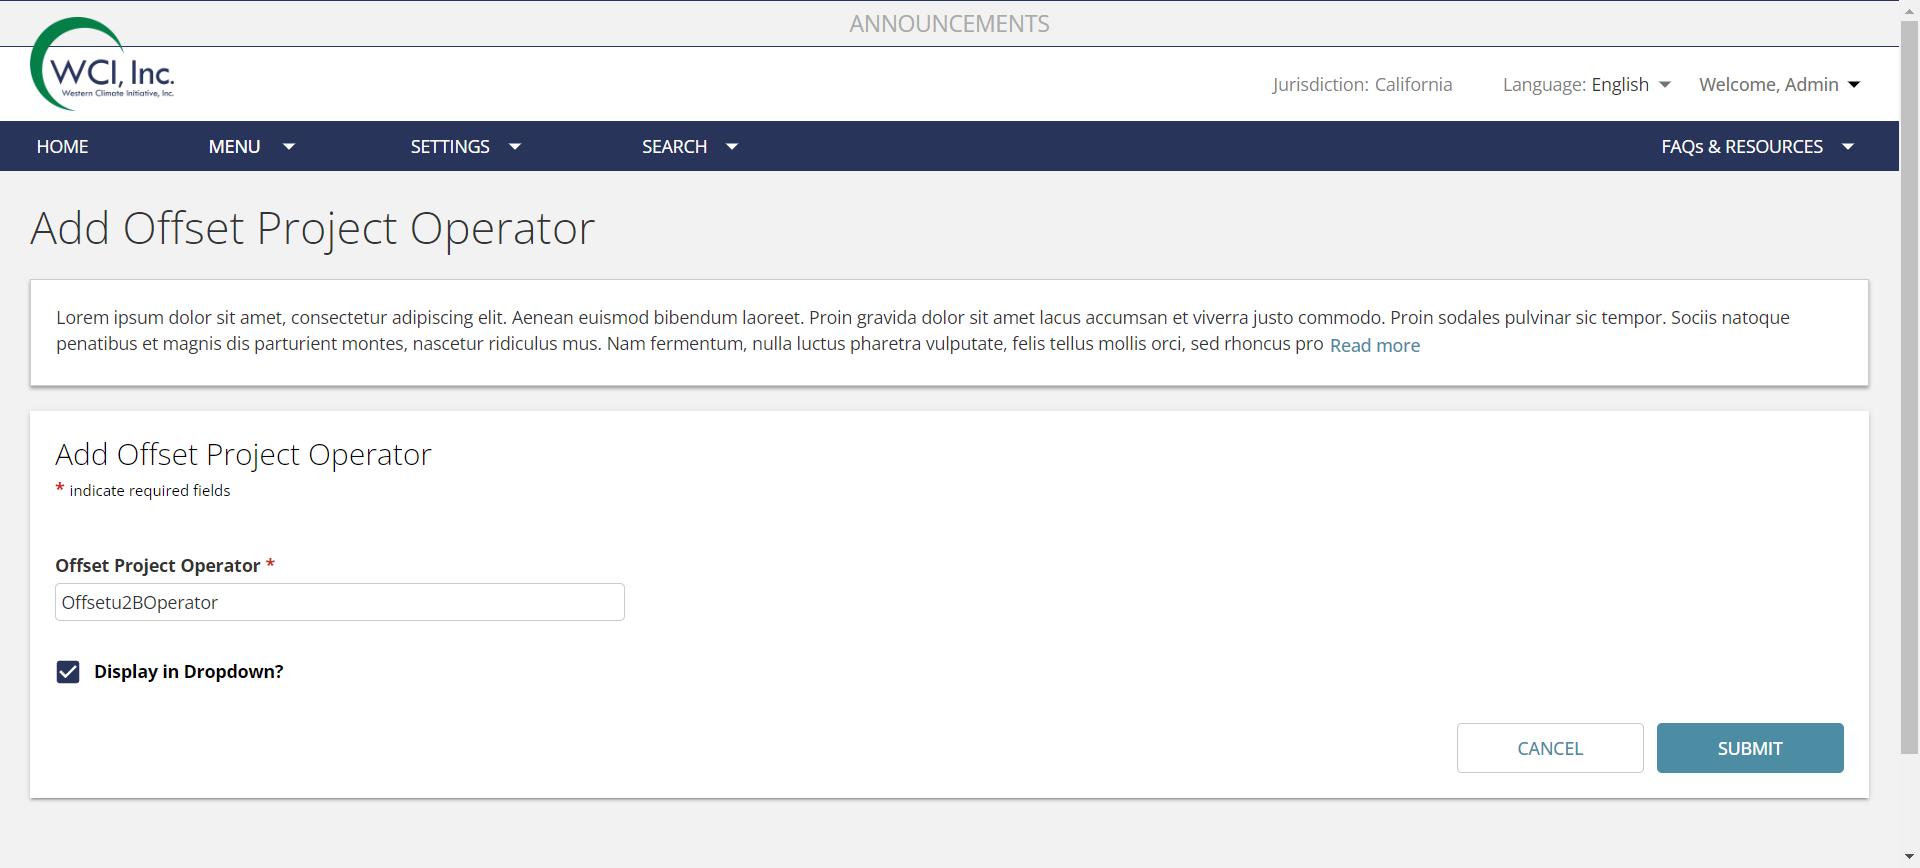 ANNOUNCEMENTS
WCI, Inc.
Western Climate Initiative, Inc.
Jurisdiction: California
Language: English
Welcome, Admin
HOME
MENU
SETTINGS
SEARCH
FAQs & RESOURCES
Add Offset Project Operator
Lorem ipsum dolor sit amet, consectetur adipiscing elit. Aenean euismod bibendum laoreet. Proin gravida dolor sit amet lacus accumsan et viverra justo commodo. Proin sodales pulvinar sic tempor. Sociis natoque
penatibus et magnis dis parturient montes, nascetur ridiculus mus. Nam fermentum, nulla luctus pharetra vulputate, felis tellus mollis orci, sed rhoncus pro Read more
Add Offset Project Operator
* indicate required fields
Offset Project Operator *
Offsetu2BOperator
Display in Dropdown?
CANCEL
SUBMIT